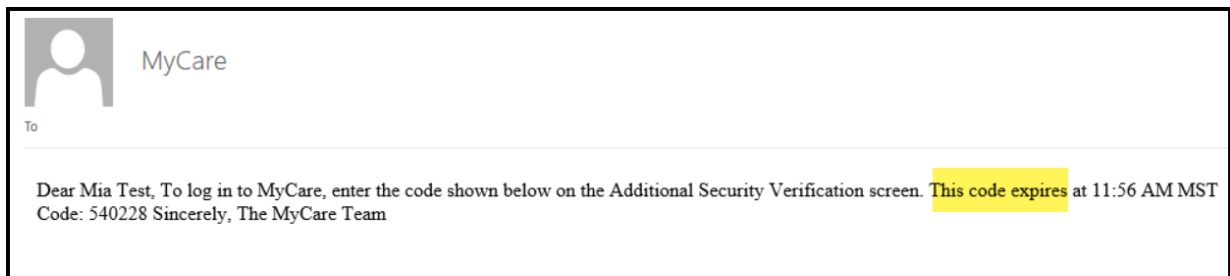 MyCare
To
Dear Mia Test, To log in to MyCare, enter the code shown below on the Additional Security Verification screen. This code expires at 11:56 AM MST
Code: 540228 Sincerely, The MyCare Team